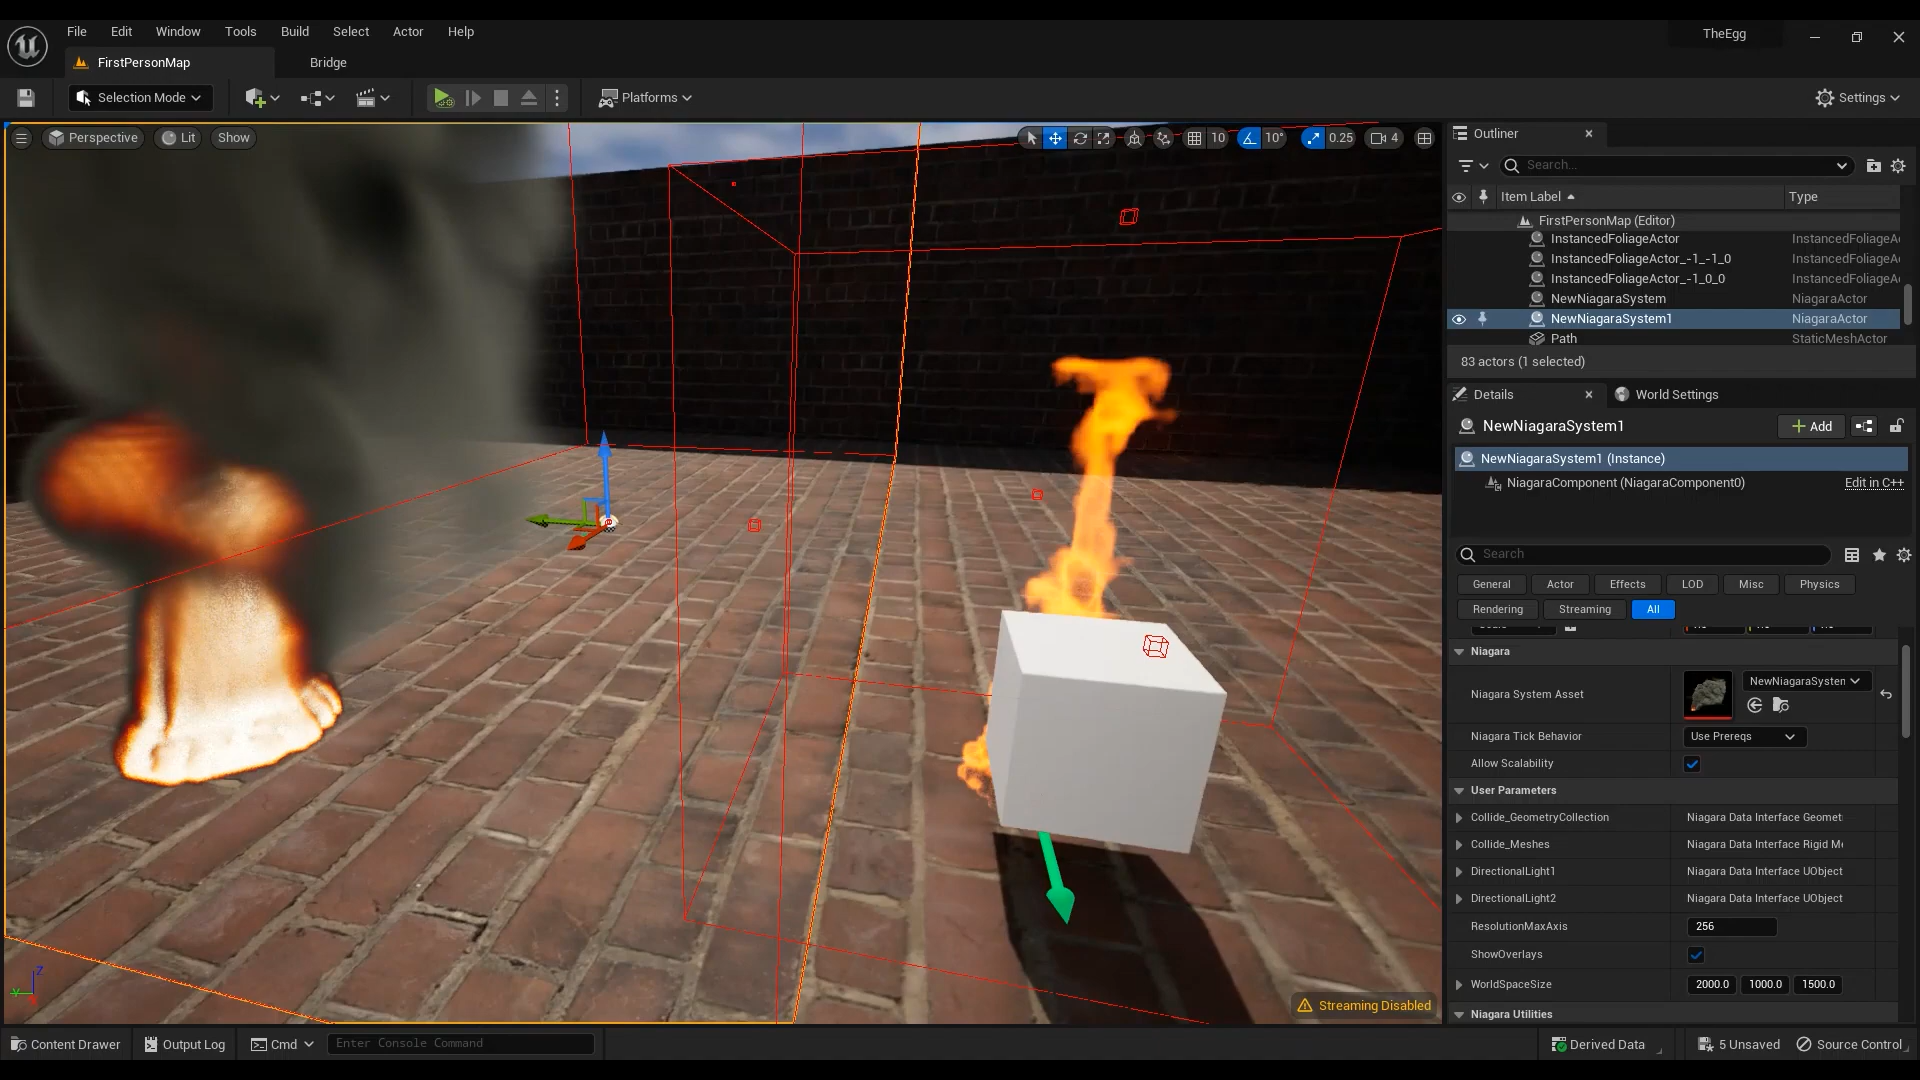 File Edit Window Tools Build Select Actor Help
TheEgg
FirstPersonMap
Bridge
Selection Mode
Platforms
Settings
Perspective Lit Show
10 10° 0.25 4
Outliner
Search...
Item Label Type
FirstPersonMap (Editor)
InstancedFoliageActor InstancedFoliageA
InstancedFoliageActor_-1_-1_0 InstancedFoliageA
InstancedFoliageActor_-1_0_0 InstancedFoliageA
NewNiagaraSystem NiagaraActor
NewNiagaraSystem1 NiagaraActor
Path StaticMeshActor
83 actors (1 selected)
Details World Settings
NewNiagaraSystem1
Add
NewNiagaraSystem1 (Instance)
NiagaraComponent (NiagaraComponent0) Edit in C++
Search
General Actor Effects LOD Misc Physics
Rendering Streaming All
Niagara
Niagara System Asset NewNiagaraSystem
Niagara Tick Behavior Use Prereqs
Allow Scalability
User Parameters
Collide_GeometryCollection Niagara Data Interface Geomet
Collide_Meshes Niagara Data Interface Rigid Me
DirectionalLight1 Niagara Data Interface UObject
DirectionalLight2 Niagara Data Interface UObject
ResolutionMaxAxis 256
ShowOverlays
WorldSpaceSize 2000.0 1000.0 1500.0
Niagara Utilities
Z
Y
Streaming Disabled
Content Drawer Output Log Cmd Enter Console Command Derived Data 5 Unsaved Source Control